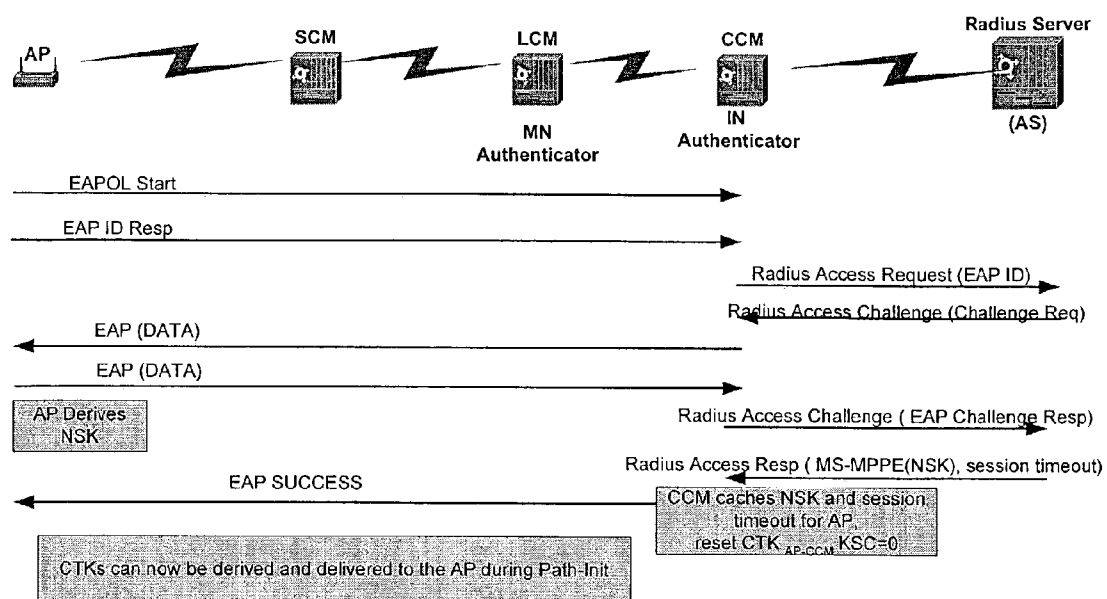 Radius Server
AP
SCM
LCM
CCM
(AS)
MN
Authenticator
IN
Authenticator
EAPOL Start
EAP ID Resp
Radius Access Request (EAP ID)
Radius Access Challenge (Challenge Req)
EAP (DATA)
EAP (DATA)
AP Derives
NSK
Radius Access Challenge ( EAP Challenge Resp)
Radius Access Resp ( MS-MPPE(NSK), session timeout)
EAP SUCCESS
CCM caches NSK and session,
timeout for AP,
reset CTK AP-CCM KSC=0
CTKs can now be derived and delivered to the AP during Path-Init